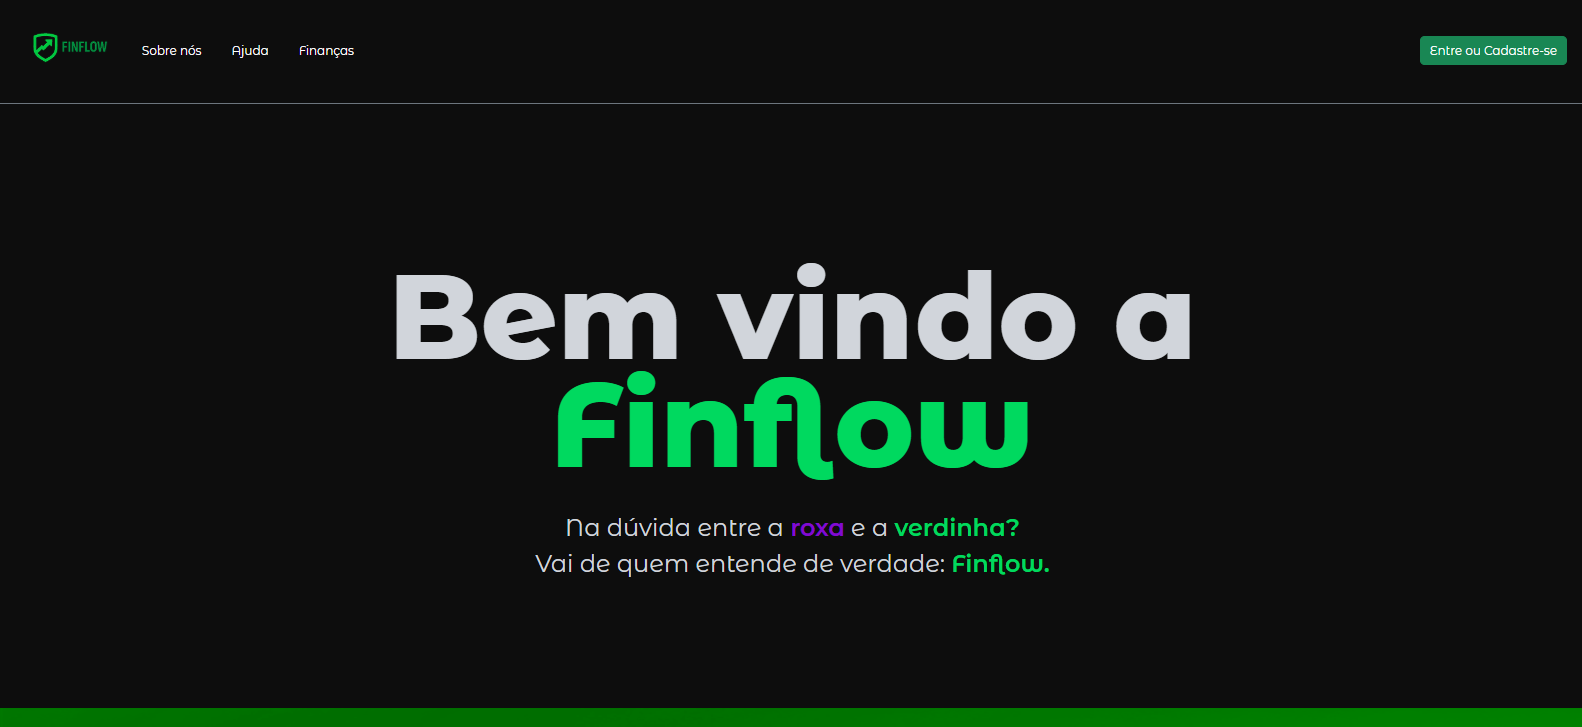 FINFLOW
Sobre nós
Ajuda
Finanças
Entre ou Cadastre-se
Bem vindo a
Finflow
Na dúvida entre a roxa e a verdinha?
Vai de quem entende de verdade: Finflow.